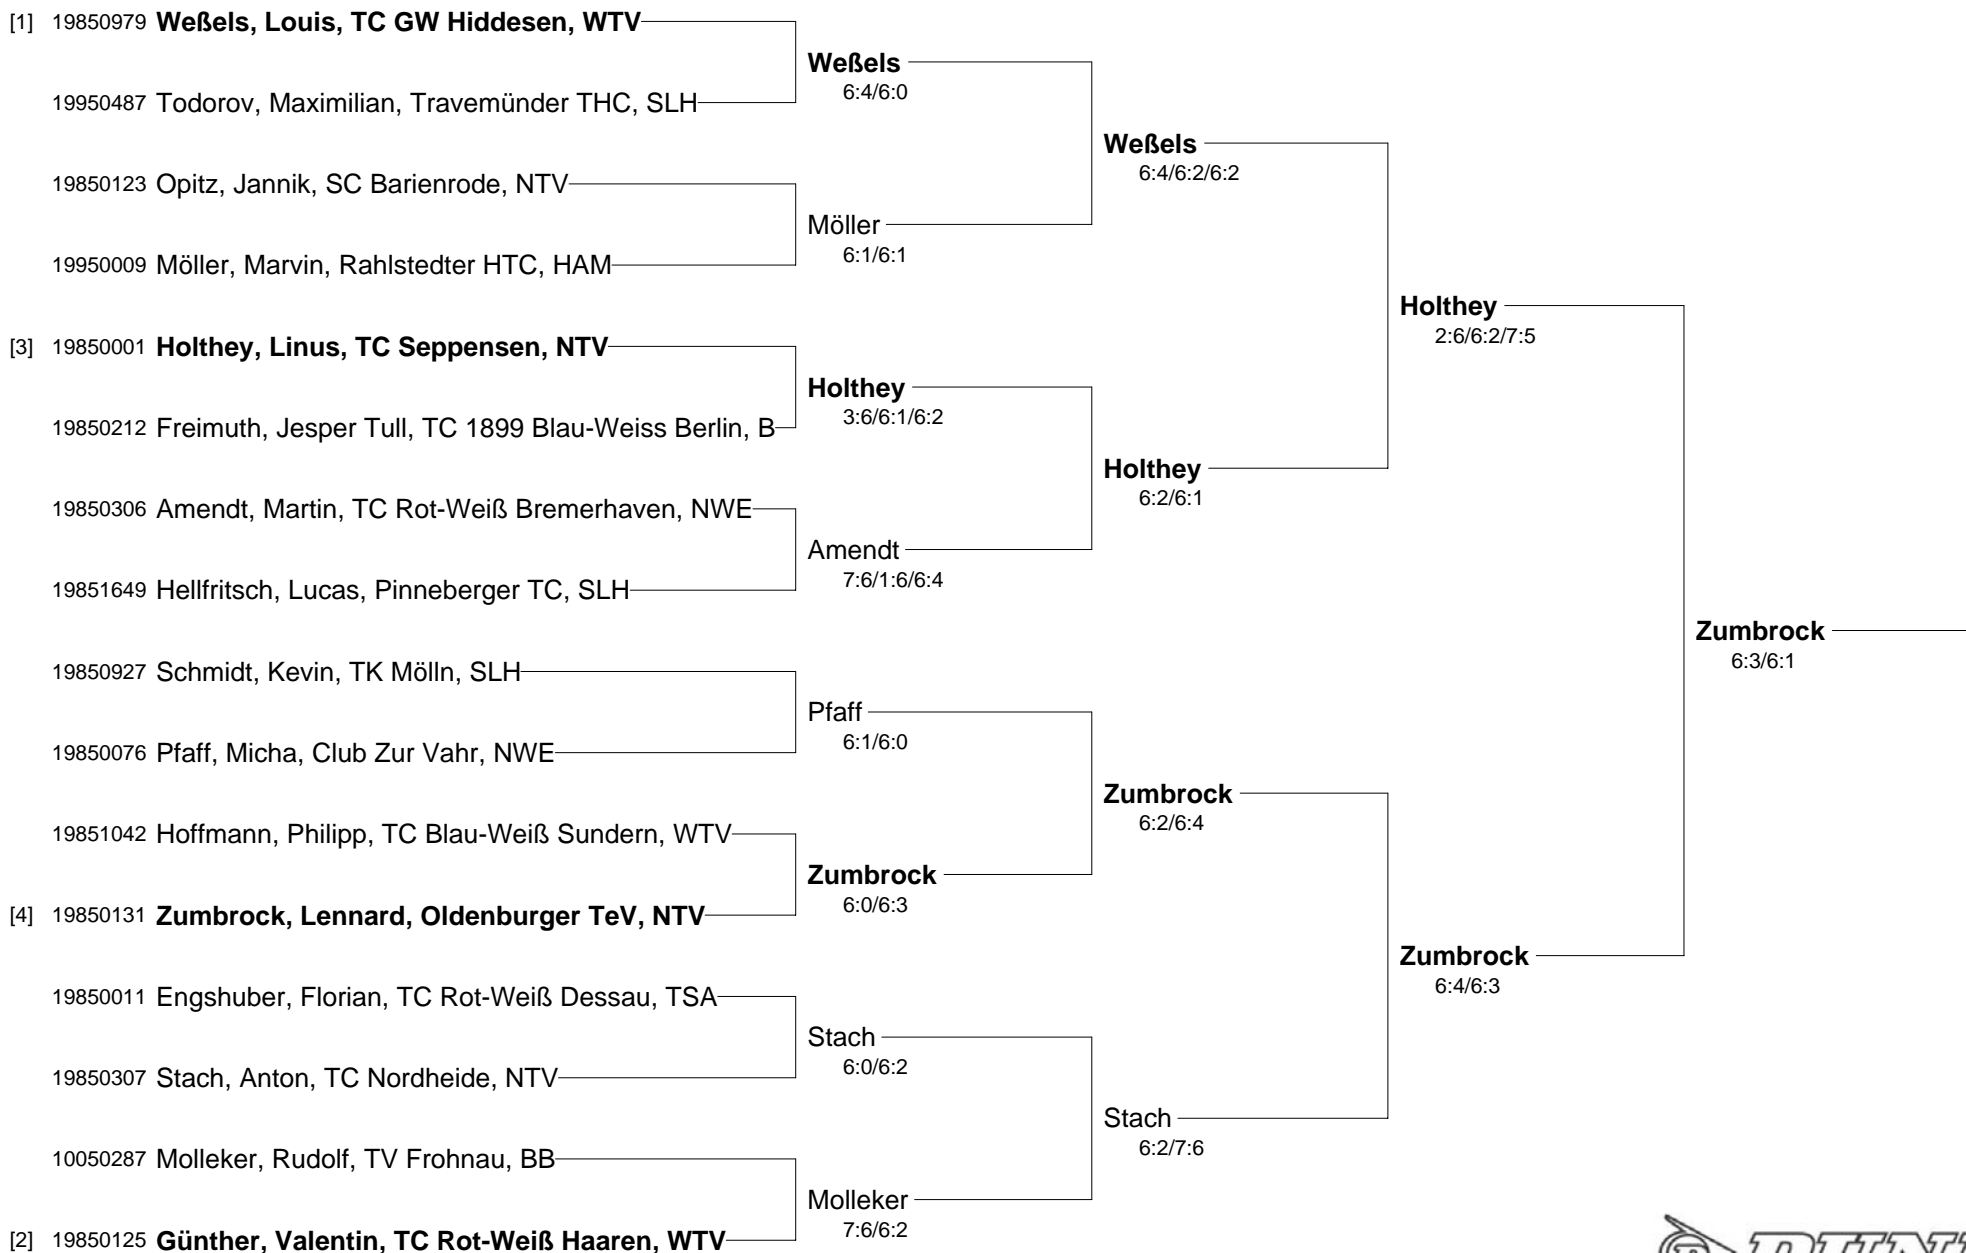 [1] 19850979 Weßels, Louis, TC GW Hiddesen, WTV
Weßels
6:4/6:0
19950487 Todorov, Maximilian, Travemünder THC, SLH
Weßels
6:4/6:2/6:2
19850123 Opitz, Jannik, SC Barienrode, NTV
Möller
6:1/6:1
19950009 Möller, Marvin, Rahlstedter HTC, HAM
Holthey
2:6/6:2/7:5
[3] 19850001 Holthey, Linus, TC Seppensen, NTV
Holthey
3:6/6:1/6:2
19850212 Freimuth, Jesper Tull, TC 1899 Blau-Weiss Berlin, B
Holthey
6:2/6:1
19850306 Amendt, Martin, TC Rot-Weiß Bremerhaven, NWE
Amendt
7:6/1:6/6:4
19851649 Hellfritsch, Lucas, Pinneberger TC, SLH
Zumbrock
6:3/6:1
19850927 Schmidt, Kevin, TK Mölln, SLH
Pfaff
6:1/6:0
19850076 Pfaff, Micha, Club Zur Vahr, NWE
Zumbrock
6:2/6:4
19851042 Hoffmann, Philipp, TC Blau-Weiß Sundern, WTV
Zumbrock
6:0/6:3
[4] 19850131 Zumbrock, Lennard, Oldenburger TeV, NTV
Zumbrock
6:4/6:3
19850011 Engshuber, Florian, TC Rot-Weiß Dessau, TSA
Stach
6:0/6:2
19850307 Stach, Anton, TC Nordheide, NTV
Stach
6:2/7:6
10050287 Molleker, Rudolf, TV Frohnau, BB
Molleker
7:6/6:2
[2] 19850125 Günther, Valentin, TC Rot-Weiß Haaren, WTV